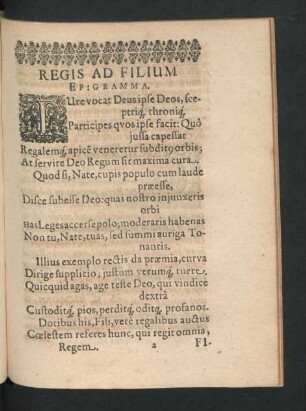 REGIS AD FILIUM
EPIGRAMMA.
IUre vocat Deus ipse Deos, sce-
ptriq́, throniq́,
Participes qvos ipse facit: Quò
jussa capessat
Regalemq́, apicē veneretur subditꝰ orbis;
At servire Deo Regum sit maxima cura.
Quod si, Nate, cupis populo cum laude
præesse,
Disce subesse Deo: quas nostro injunxeris
orbi
Has Leges accerse polo; moderaris habenas
Non tu, Nate, tuas, sed summi auriga To-
nantis.
Illius exemplo rectis da præmia, curva
Dirige supplicio, justum verumq́, tuere.
Quicquid agas, age teste Deo, qui vindice
dextrâ
Custoditq́, pios, perditq́, oditq́, profanos.
Dotibus his, Fili, verè regalibus auctus
Cœlestem referes hunc, qui regit omnia,
Regem. a F1.